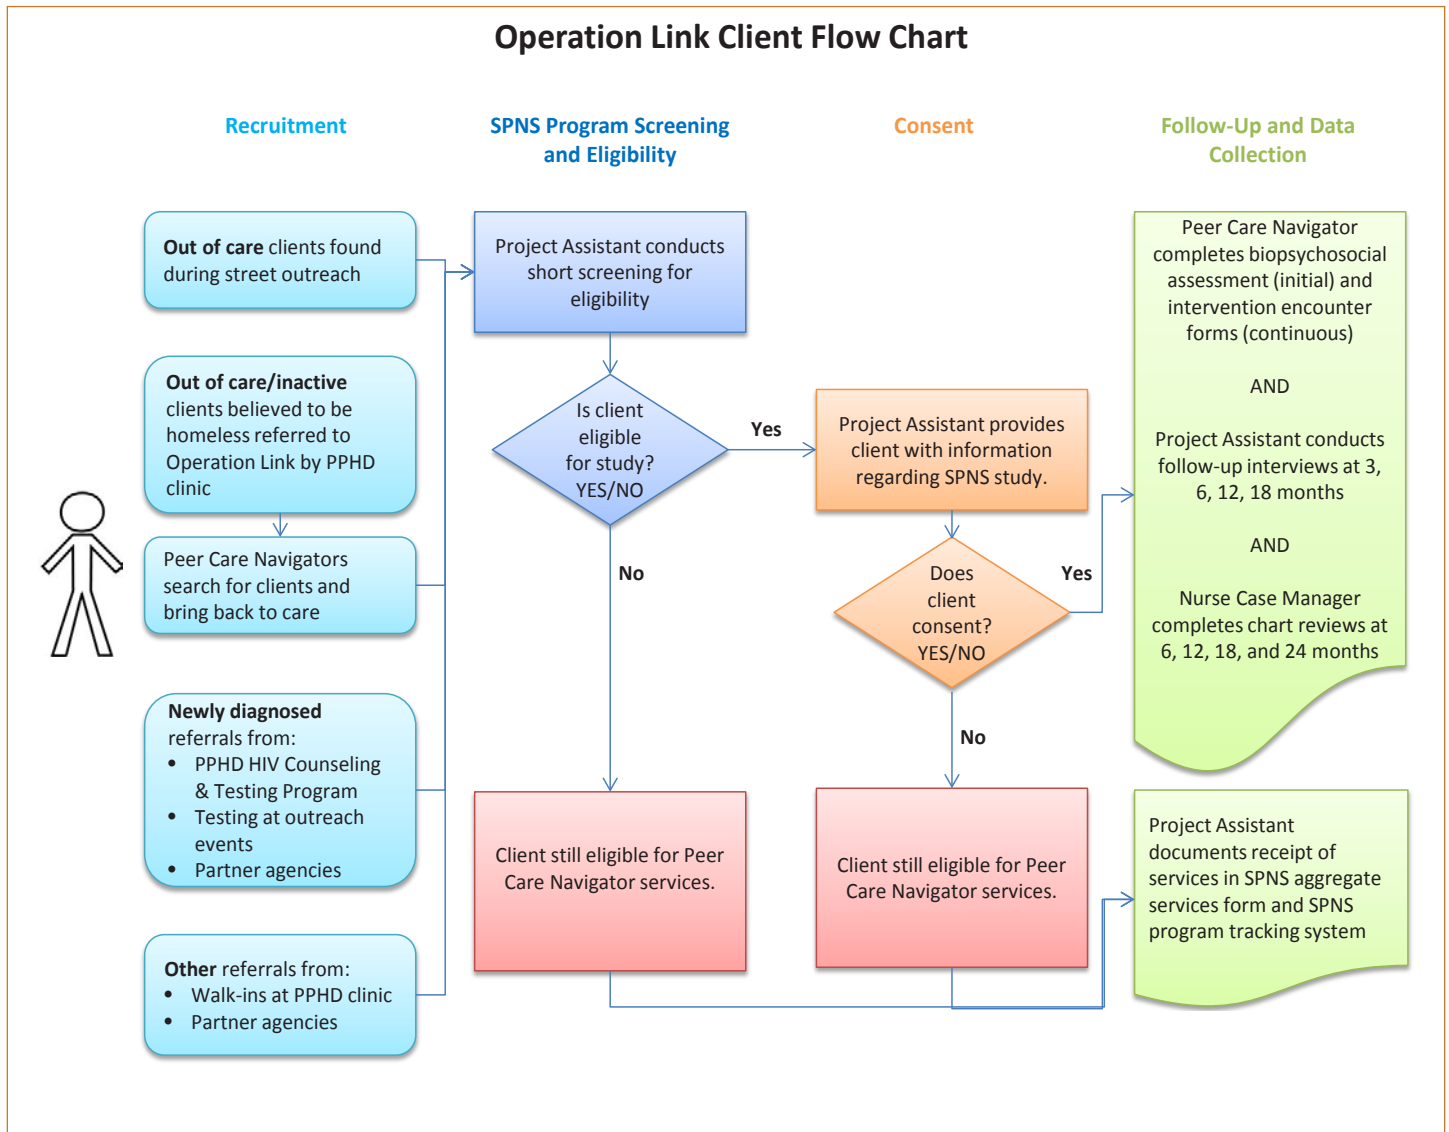 Operation Link Client Flow Chart
Recruitment
SPNS Program Screening
and Eligibility
Consent
Follow-Up and Data
Collection
Out of care clients found
during street outreach
Out of care/inactive
clients believed to be
homeless referred to
Operation Link by PPHD
clinic
Peer Care Navigators
search for clients and
bring back to care
Newly diagnosed
referrals from:
• PPHD HIV Counseling
& Testing Program
• Testing at outreach
events
• Partner agencies
Other referrals from:
• Walk-ins at PPHD clinic
• Partner agencies
Project Assistant conducts
short screening for
eligibility
Is client
eligible
for study?
YES/NO
Yes
No
Client still eligible for Peer
Care Navigator services.
Project Assistant provides
client with information
regarding SPNS study.
Does
client
consent?
YES/NO
Yes
No
Client still eligible for Peer
Care Navigator services.
Peer Care Navigator
completes biopsychosocial
assessment (initial) and
intervention encounter
forms (continuous)
AND
Project Assistant conducts
follow-up interviews at 3,
6, 12, 18 months
AND
Nurse Case Manager
completes chart reviews at
6, 12, 18, and 24 months
Project Assistant
documents receipt of
services in SPNS aggregate
services form and SPNS
program tracking system